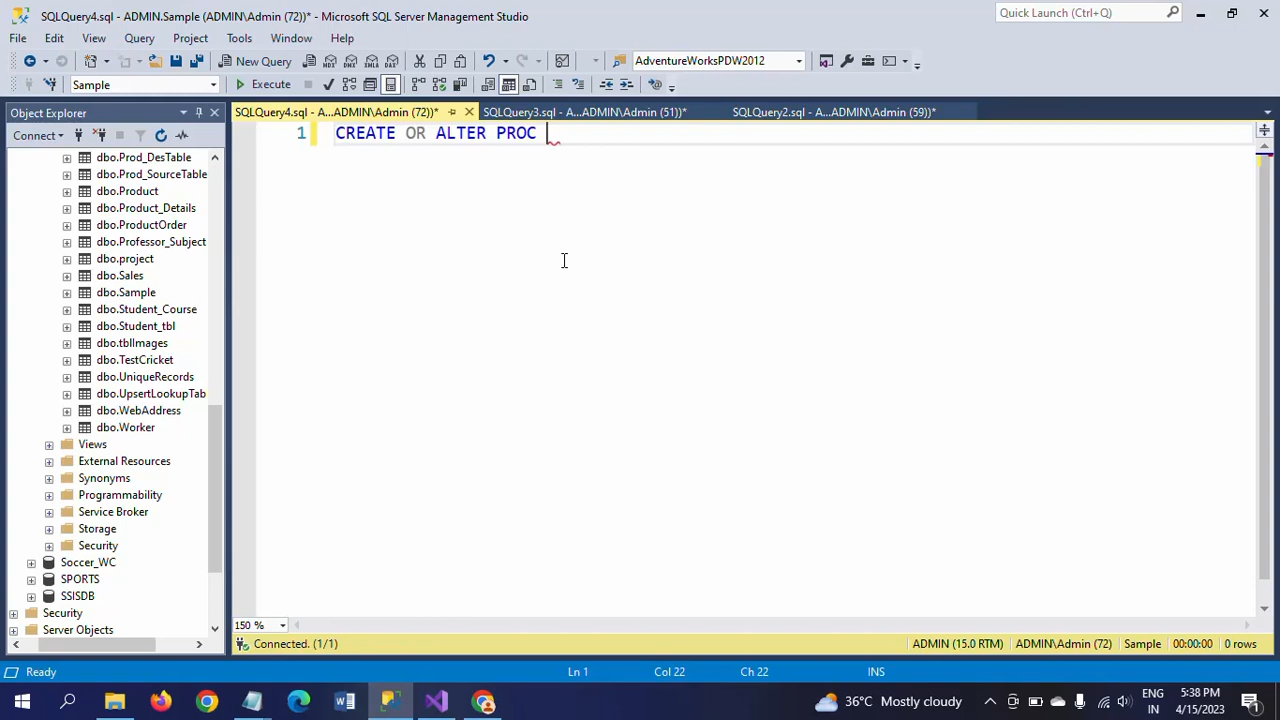 SQLQuery4.sql - ADMIN.Sample (ADMIN\Admin (72))* - Microsoft SQL Server Management Studio
Quick Launch (Ctrl+Q)
File Edit View Query Project Tools Window Help
New Query
AdventureWorksPDW2012
Sample
Execute
Object Explorer
SQLQuery4.sql - A...ADMIN\Admin (72))*
SQLQuery3.sql - A...ADMIN\Admin (51))*
SQLQuery2.sql - A...ADMIN\Admin (59))*
Connect
1 CREATE OR ALTER PROC
dbo.Prod_DesTable
dbo.Prod_SourceTable
dbo.Product
dbo.Product_Details
dbo.ProductOrder
dbo.Professor_Subject
dbo.project
dbo.Sales
dbo.Sample
dbo.Student_Course
dbo.Student_tbl
dbo.tblImages
dbo.TestCricket
dbo.UniqueRecords
dbo.UpsertLookupTab
dbo.WebAddress
dbo.Worker
Views
External Resources
Synonyms
Programmability
Service Broker
Storage
Security
Soccer_WC
SPORTS
SSISDB
Security
Server Objects
150 %
Connected. (1/1)
ADMIN (15.0 RTM) ADMIN\Admin (72) Sample 00:00:00 0 rows
Ready Ln 1 Col 22 Ch 22 INS
36°C Mostly cloudy
ENG
IN
5:38 PM
4/15/2023
1